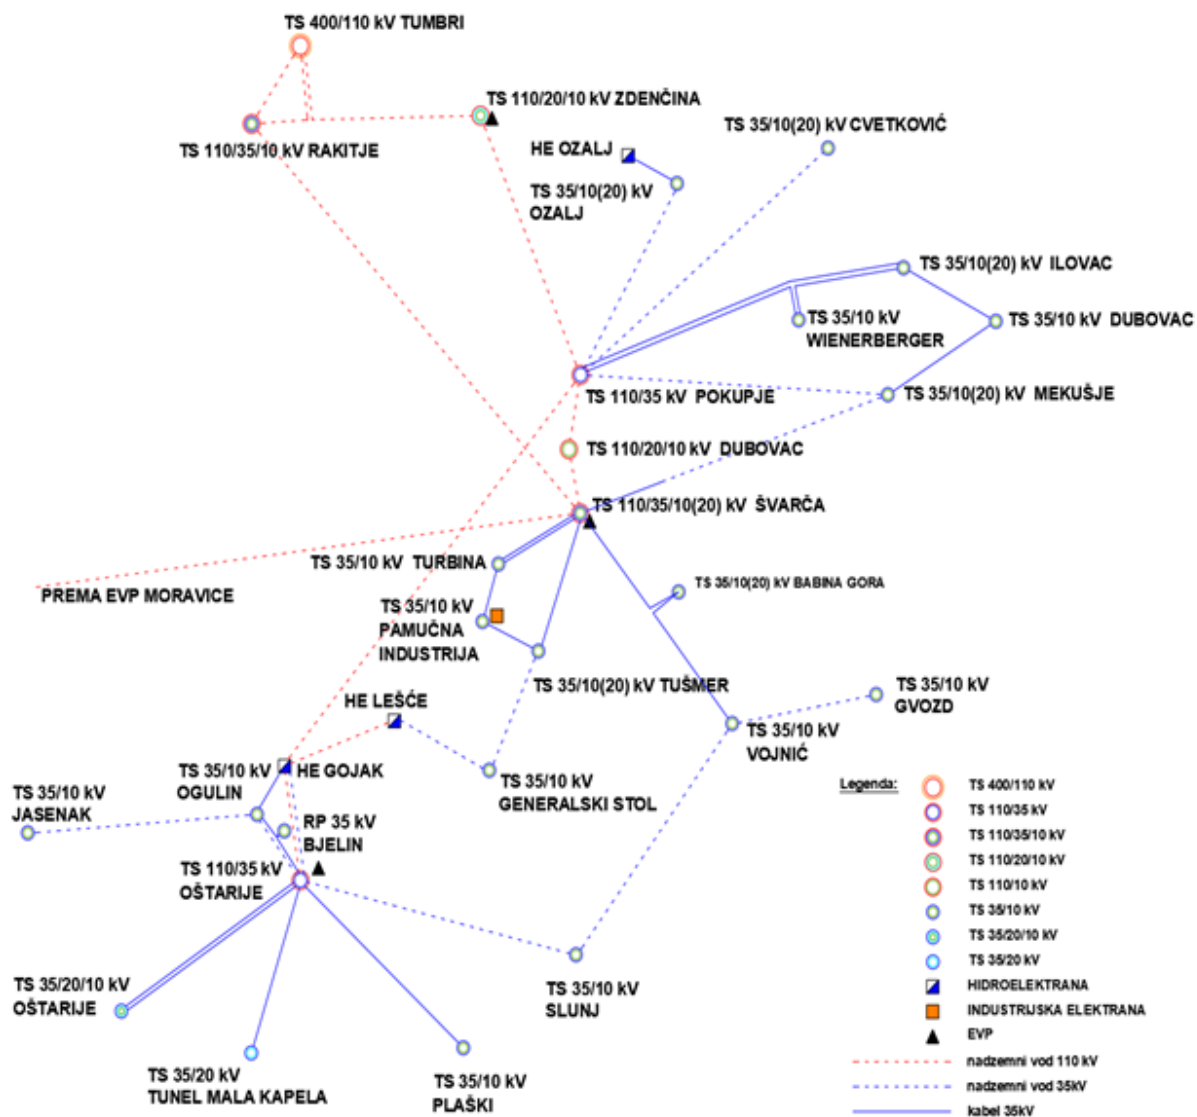 TS 400/110 kV TUMBRI
TS 110/20/10 kV ZDENČINA
TS 110/35/10 kV RAKITJE
HE OZALJ
TS 35/10(20) kV CVETKOVIĆ
TS 35/10(20) kV
OZALJ
TS 35/10(20) kV ILOVAC
TS 35/10 kV
WIENERBERGER
TS 35/10 kV DUBOVAC
TS 110/35 kV POKUPJE
TS 35/10(20) kV MEKUŠJE
TS 110/20/10 kV DUBOVAC
TS 110/35/10(20) kV ŠVARČA
TS 35/10 kV TURBINA
PREMA EVP MORAVICE
TS 35/10(20) kV BABINA GORA
TS 35/10 kV
PAMUČNA
INDUSTRIJA
TS 35/10(20) kV TUŠMER
HE LEŠĆE
TS 35/10 kV
GVOZD
TS 35/10 kV
VOJNIĆ
TS 35/10 kV
OGULIN
HE GOJAK
TS 35/10 kV
GENERALSKI STOL
TS 35/10 kV
JASENAK
RP 35 kV
BJELIN
TS 110/35 kV
OŠTARIJE
TS 35/20/10 kV
OŠTARIJE
TS 35/10 kV
SLUNJ
TS 35/20 kV
TUNEL MALA KAPELA
TS 35/10 kV
PLAŠKI
Legenda:
TS 400/110 kV
TS 110/35 kV
TS 110/35/10 kV
TS 110/20/10 kV
TS 110/10 kV
TS 35/10 kV
TS 35/20/10 kV
TS 35/20 kV
HIDROELEKTRANA
INDUSTRIJSKA ELEKTRANA
EVP
nadzemni vod 110 kV
nadzemni vod 35kV
kabel 35kV